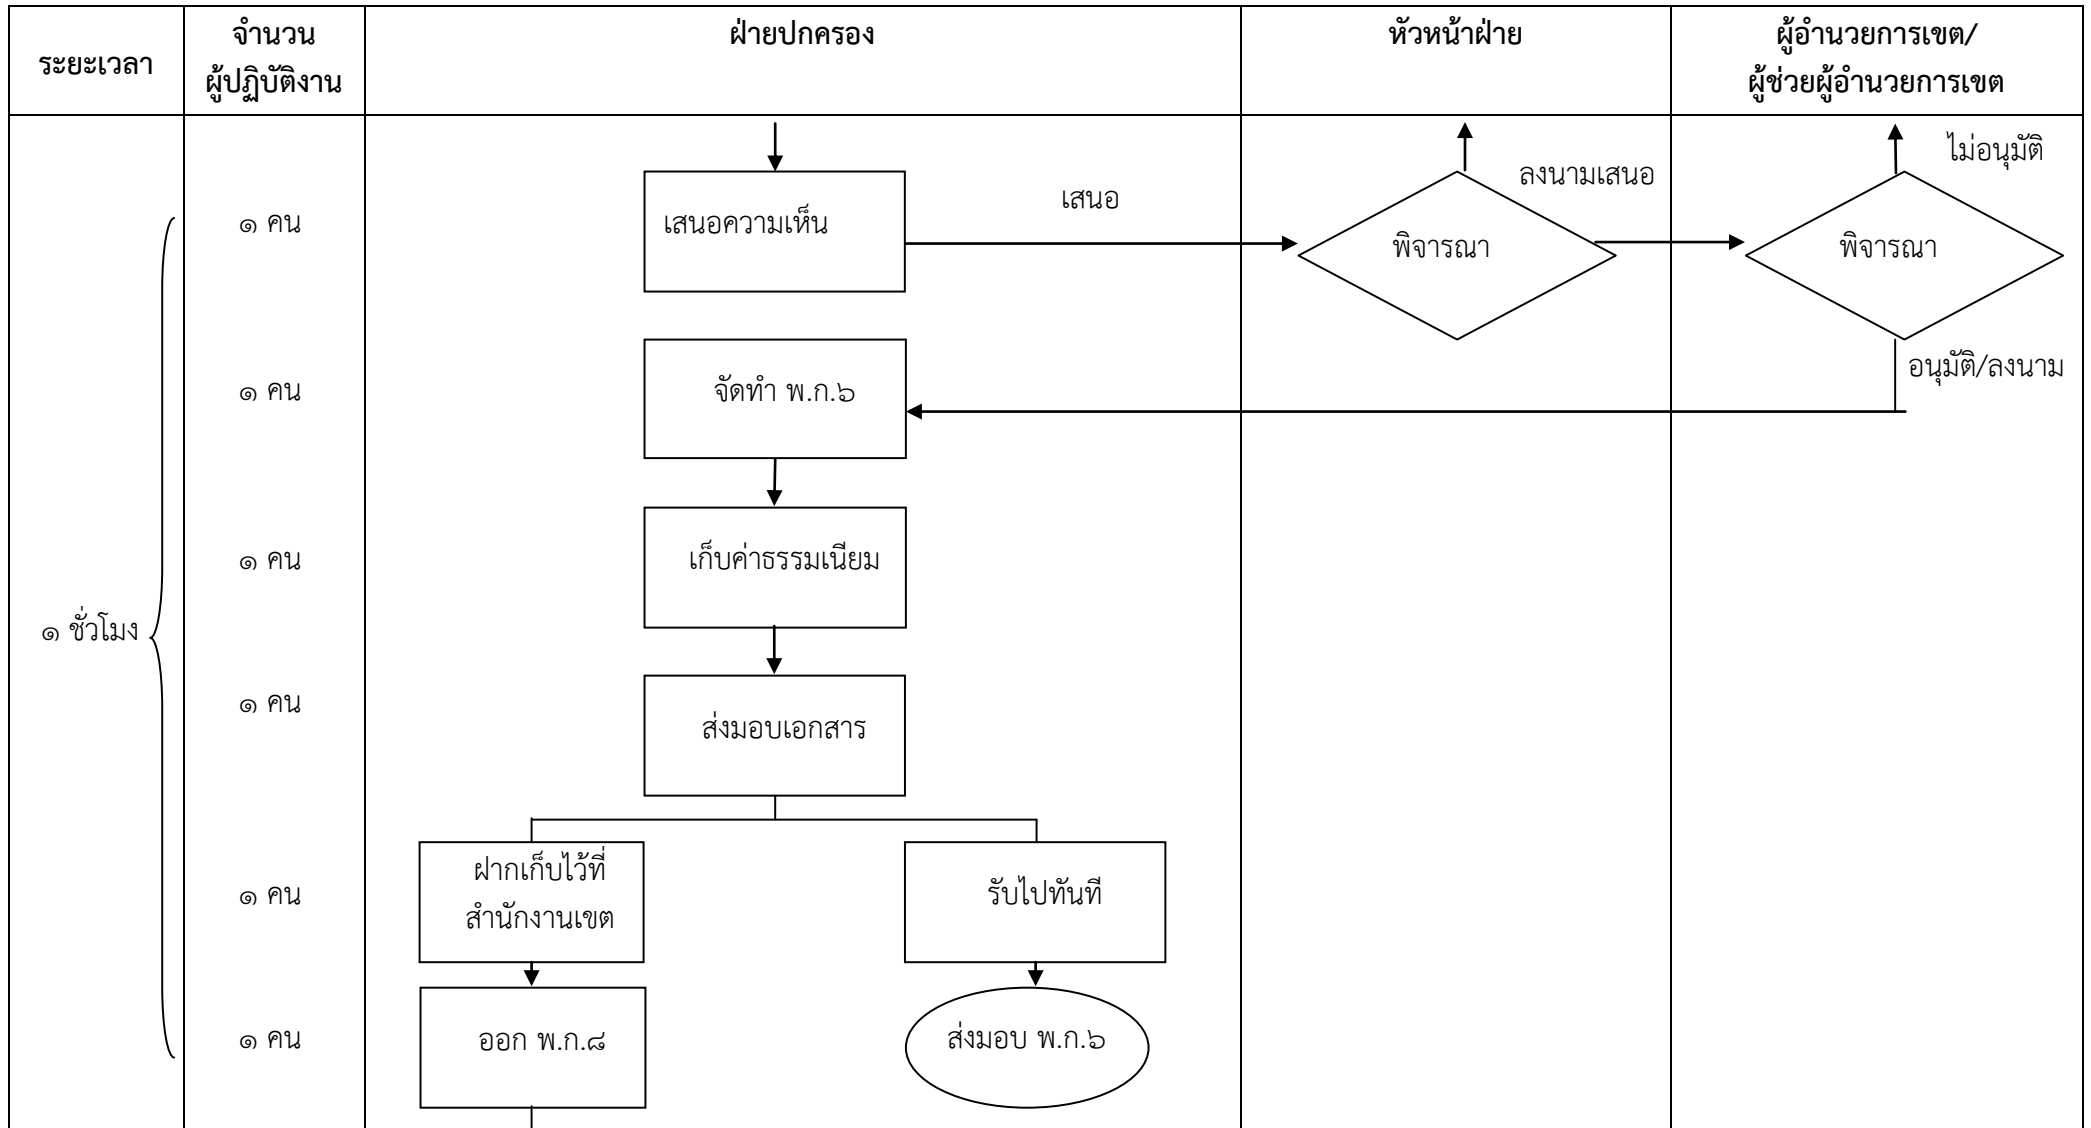 ระยะเวลา
จำนวน
ผู้ปฏิบัติงาน
ฝ่ายปกครอง
หัวหน้าฝ่าย
ผู้อำนวยการเขต/
ผู้ช่วยผู้อำนวยการเขต
ไม่อนุมัติ
ลงนามเสนอ
เสนอ
๑ คน
เสนอความเห็น
พิจารณา
พิจารณา
อนุมัติ/ลงนาม
๑ คน
จัดทำ พ.ก.๖
๑ คน
เก็บค่าธรรมเนียม
๑ ชั่วโมง
๑ คน
ส่งมอบเอกสาร
๑ คน
ฝากเก็บไว้ที่
สำนักงานเขต
รับไปทันที
๑ คน
ออก พ.ก.๘
ส่งมอบ พ.ก.๖